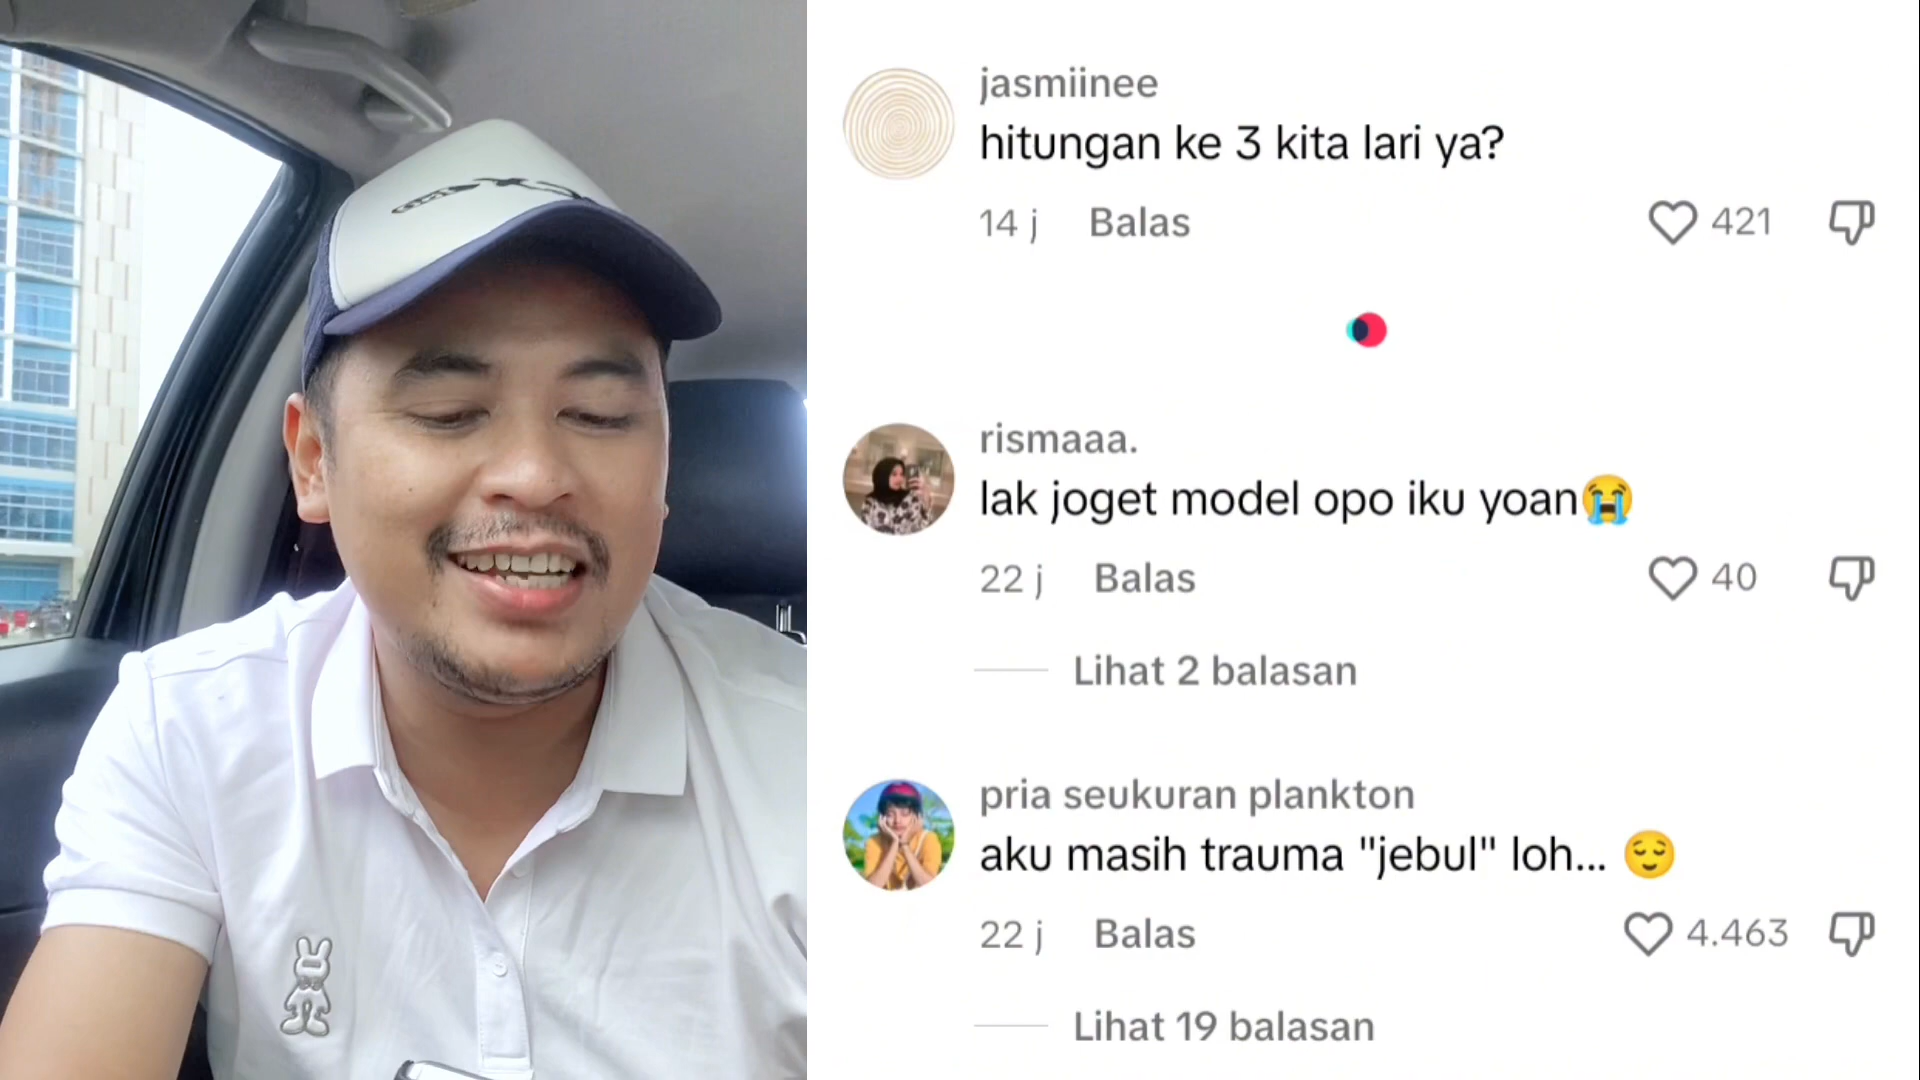 jasmiinee
hitungan ke 3 kita lari ya?
14 j Balas 421
rismaaa.
lak joget model opo iku yoan😭
22 j Balas 40
Lihat 2 balasan
pria seukuran plankton
aku masih trauma "jebul" loh... 😌
22 j Balas 4.463
Lihat 19 balasan